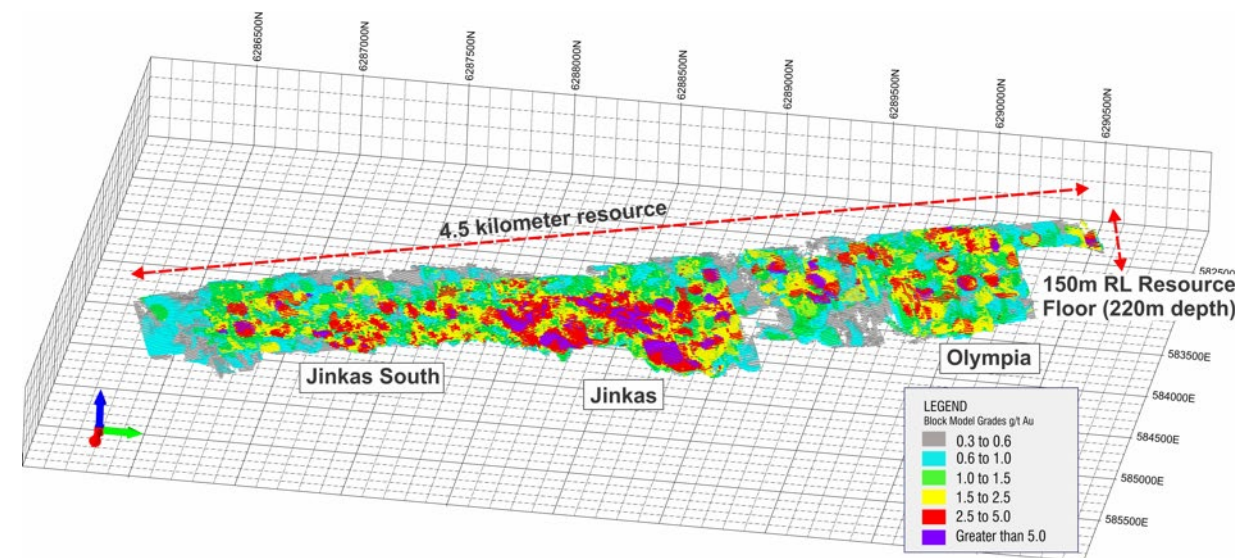 6286500N
6287000N
6287500N
6288000N
6288500N
6289000N
6289500N
6290000N
6290500N
4.5 kilometer resource
582500
150m RL Resource
Floor (220m depth)
583500E
584000E
584500E
585000E
585500E
Jinkas South
Jinkas
Olympia
LEGEND
Block Model Grades g/t Au
0.3 to 0.6
0.6 to 1.0
1.0 to 1.5
1.5 to 2.5
2.5 to 5.0
Greater than 5.0